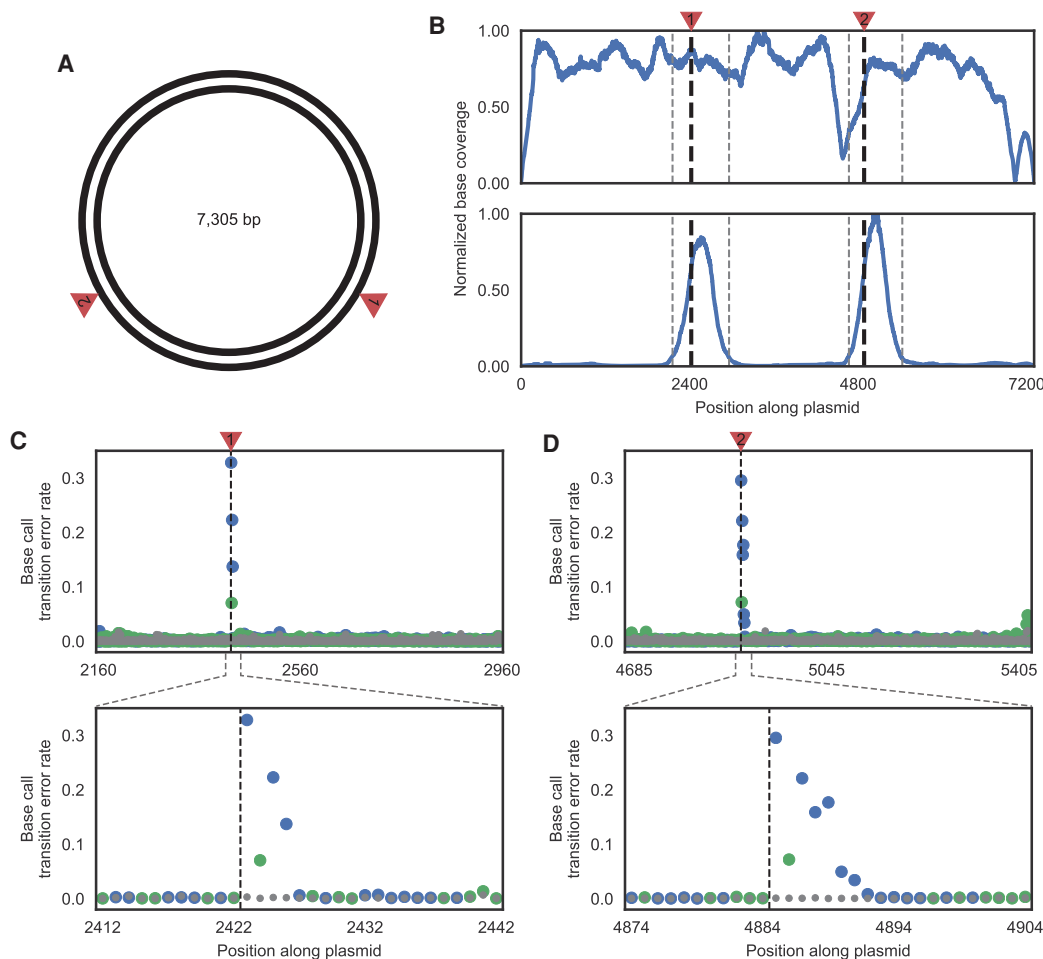 A
7,305 bp
2
1
B
1
2
Normalized base coverage
1.00
0.50
0.00
1.00
0.50
0.00
0
2400
4800
7200
Position along plasmid
C
1
Base call
transition error rate
0.3
0.2
0.1
0.0
2160
2560
2960
Base call
transition error rate
0.3
0.2
0.1
0.0
2412
2422
2432
2442
Position along plasmid
D
2
Base call
transition error rate
0.3
0.2
0.1
0.0
4685
5045
5405
Base call
transition error rate
0.3
0.2
0.1
0.0
4874
4884
4894
4904
Position along plasmid